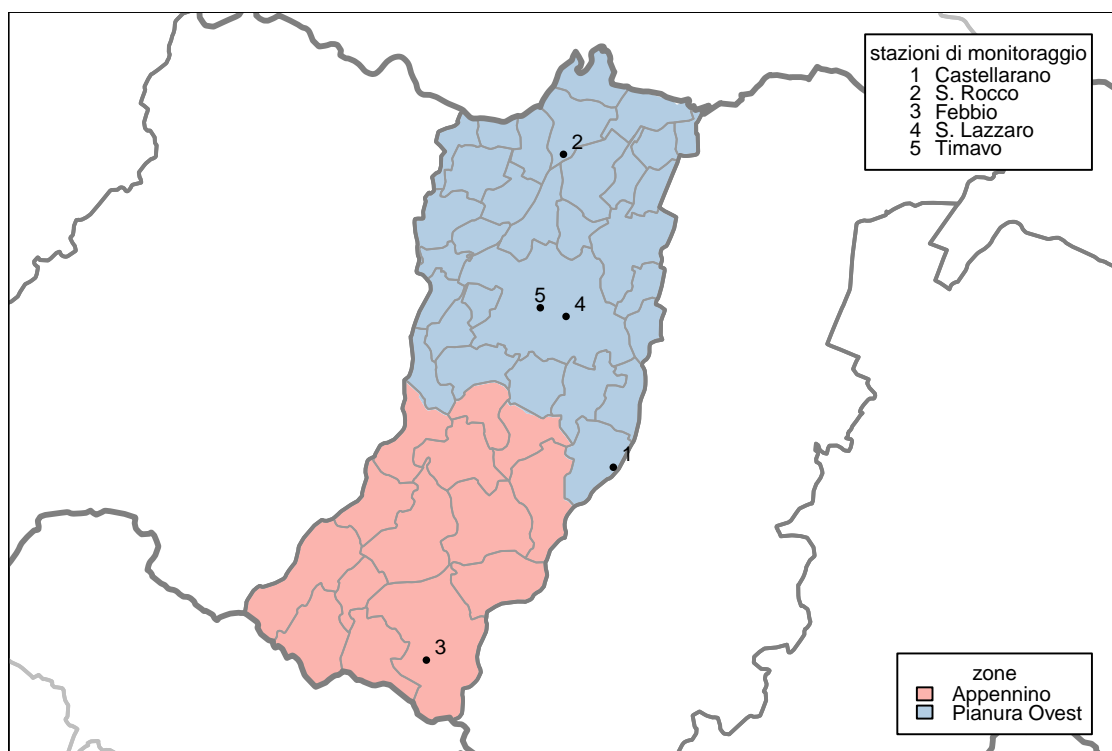 stazioni di monitoraggio
1 Castellarano
2 S. Rocco
3 Febbio
4 S. Lazzaro
5 Timavo
2
5
4
1
3
zone
Appennino
Pianura Ovest